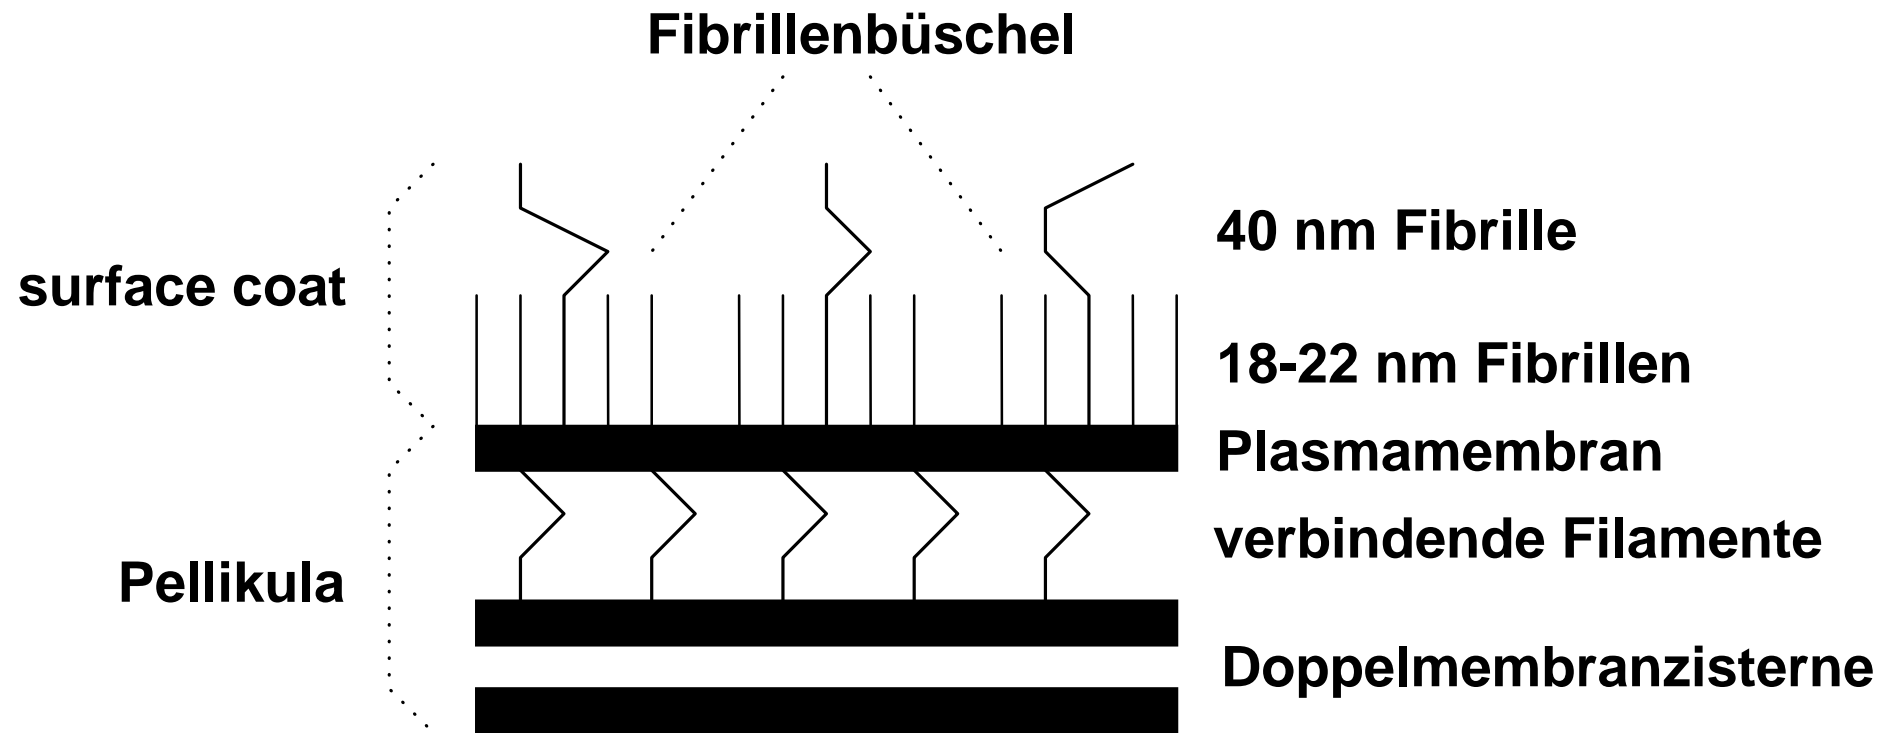 Fibrillenbüschel
40 nm Fibrille
surface coat
18-22 nm Fibrillen
Plasmamembran
verbindende Filamente
Pellikula
Doppelmembranzisterne